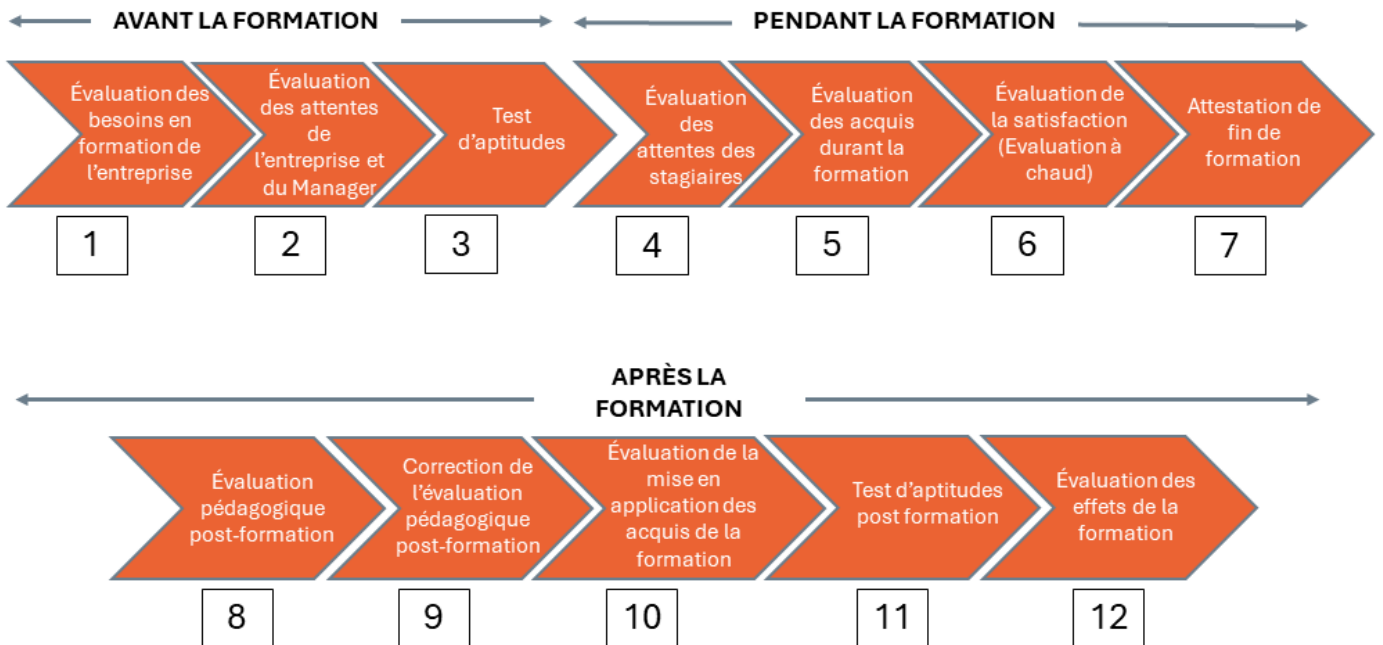 AVANT LA FORMATION
PENDANT LA FORMATION
Évaluation des
besoins en
formation de
l'entreprise
Évaluation
des attentes
de
l'entreprise et
du Manager
Test
d'aptitudes
Évaluation
des
attentes des
stagiaires
Évaluation
des acquis
durant la
formation
Évaluation de
la satisfaction
(Evaluation à
chaud)
Attestation de
fin de
formation
1
2
3
4
5
6
7
APRÈS LA
FORMATION
Évaluation
pédagogique
post-formation
Correction de
l'évaluation
pédagogique
post-formation
Évaluation de la
mise en
application des
acquis de la
formation
Test d'aptitudes
post formation
Évaluation des
effets de la
formation
8
9
10
11
12